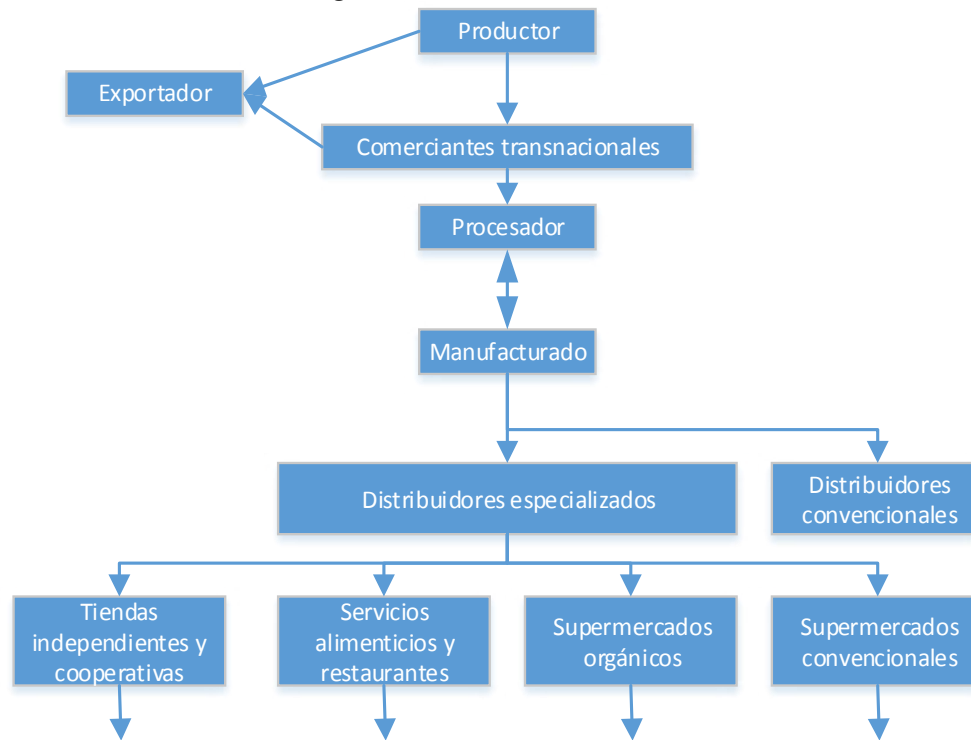 Productor
Exportador
Comerciantes transnacionales
Procesador
Manufacturado
Distribuidores especializados
Distribuidores
convencionales
Tiendas
independientes y
cooperativas
Servicios
alimenticios y
restaurantes
Supermercados
orgánicos
Supermercados
convencionales